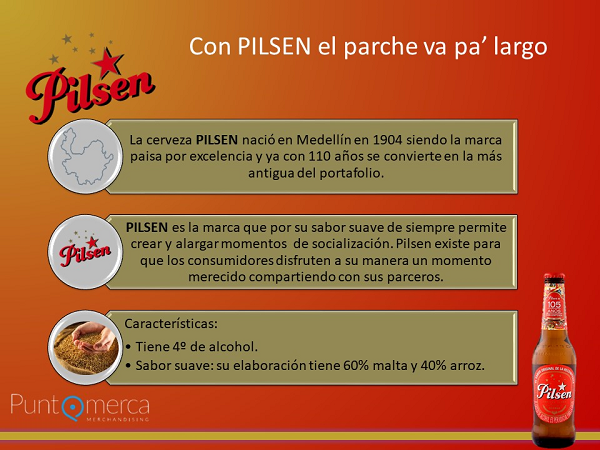 Con PILSEN el parche va pa’ largo
Pilsen
La cerveza PILSEN nació en Medellín en 1904 siendo la marca
paisa por excelencia y ya con 110 años se convierte en la más
antigua del portafolio.
Pilsen
PILSEN es la marca que por su sabor suave de siempre permite
crear y alargar momentos de socialización. Pilsen existe para
que los consumidores disfruten a su manera un momento
merecido compartiendo con sus parceros.
Características:
• Tiene 4º de alcohol.
• Sabor suave: su elaboración tiene 60% malta y 40% arroz.
105
AÑOS
Pilsen
Punt merca
MERCHANDISING